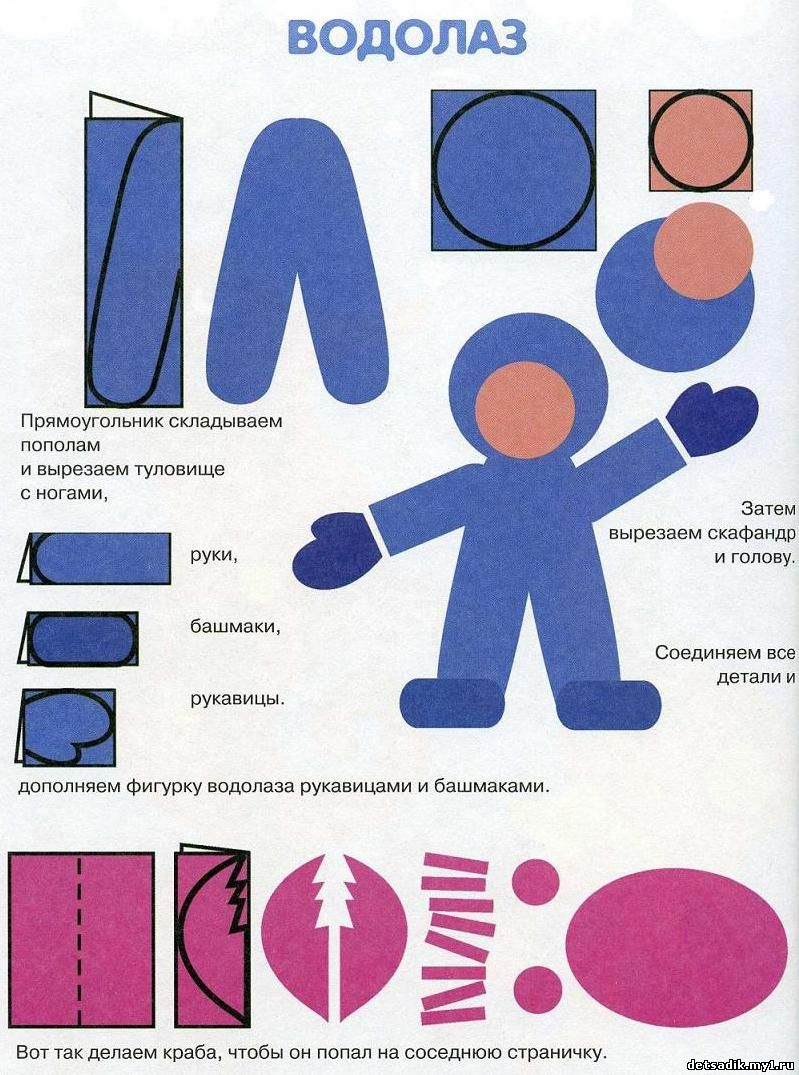 ВОДОЛАЗ
Прямоугольник складываем
пополам
и вырезаем туловище
с ногами,
руки,
башмаки,
рукавицы.
Затем
вырезаем скафандр
и голову.
Соединяем все
детали и
дополняем фигурку водолаза рукавицами и башмаками.
Вот так делаем краба, чтобы он попал на соседнюю страничку.
detsadik.my1.ru